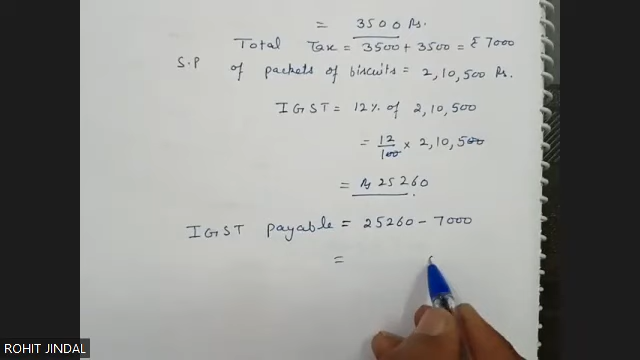 = 3500 Rs.
Total Tax = 3500 + 3500 = ₹ 7000
S.P of packets of biscuits = 2,10,500 Rs.
IGST = 12% of 2,10,500
= 12/100 × 2,10,500
= Rs 25260.
IGST payable = 25260 - 7000
=
ROHIT JINDAL